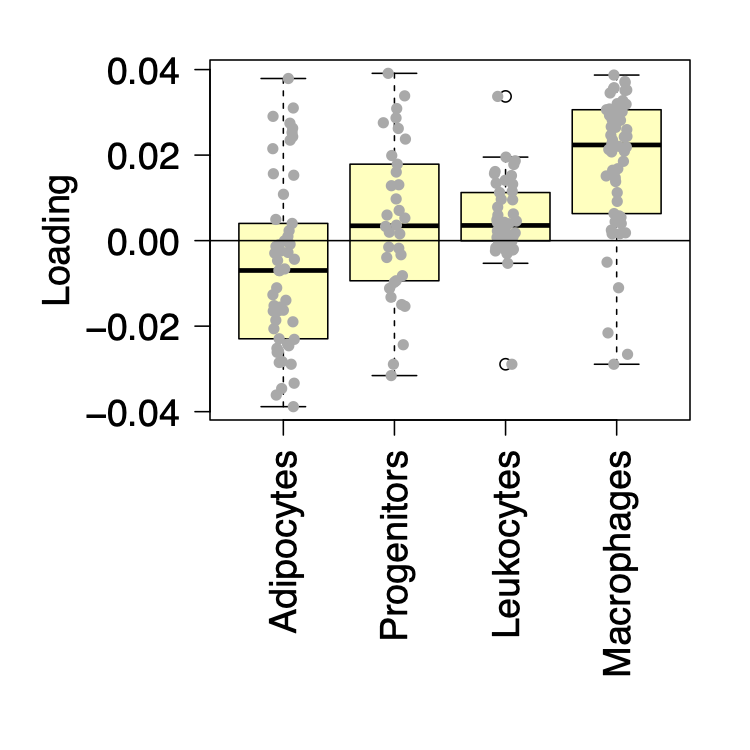 Loading
0.04
0.02
0.00
−0.02
−0.04
Adipocytes
Progenitors
Leukocytes
Macrophages